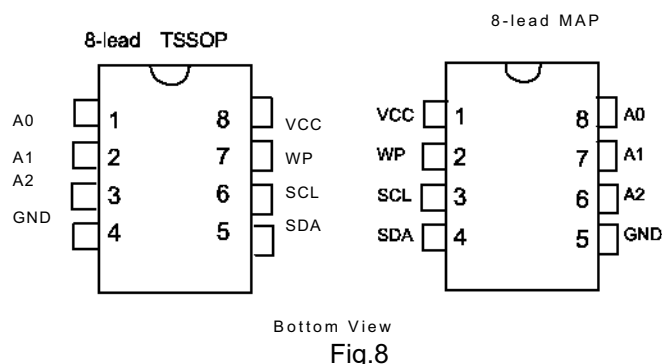 8-lead TSSOP
A0 1 8 VCC
A1 2 7 WP
A2 3 6 SCL
GND 4 5 SDA
8-lead MAP
VCC 1 8 A0
WP 2 7 A1
SCL 3 6 A2
SDA 4 5 GND
Bottom View
Fig.8